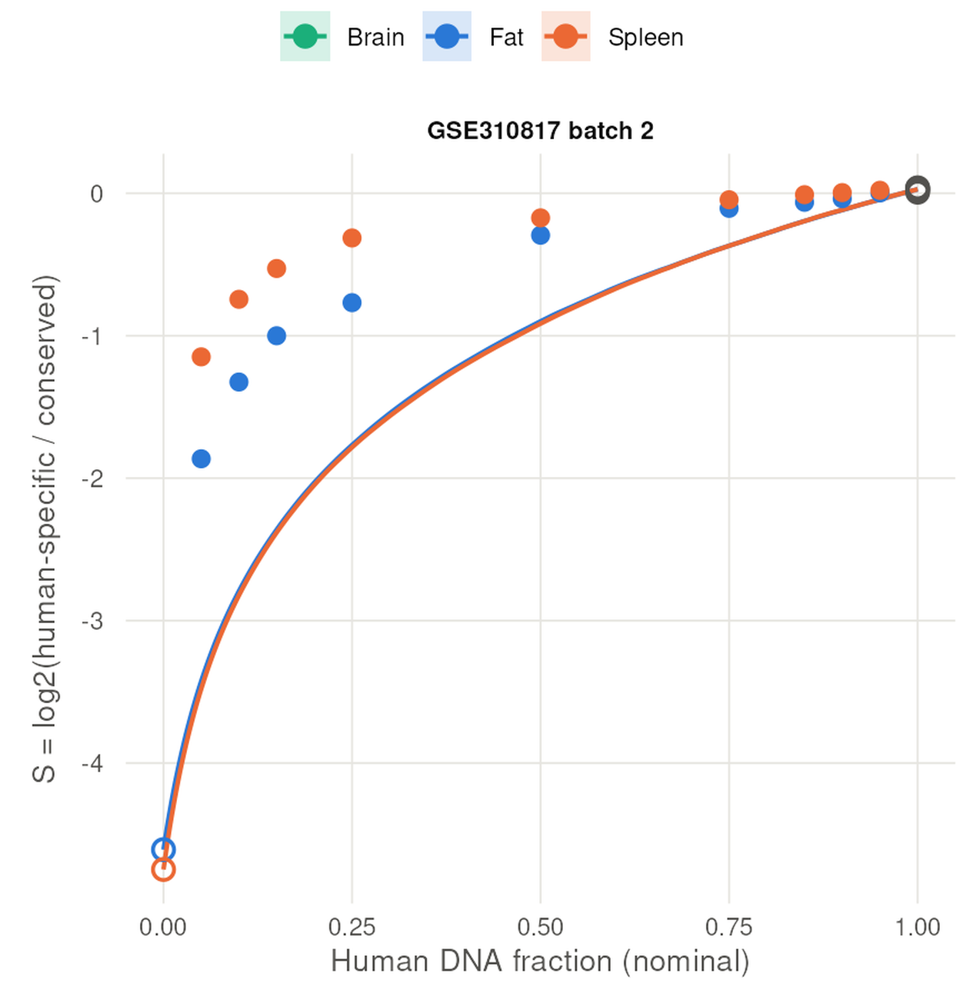 Brain Fat Spleen
GSE310817 batch 2
S = log2(human-specific / conserved)
0
-1
-2
-3
-4
0.00 0.25 0.50 0.75 1.00
Human DNA fraction (nominal)